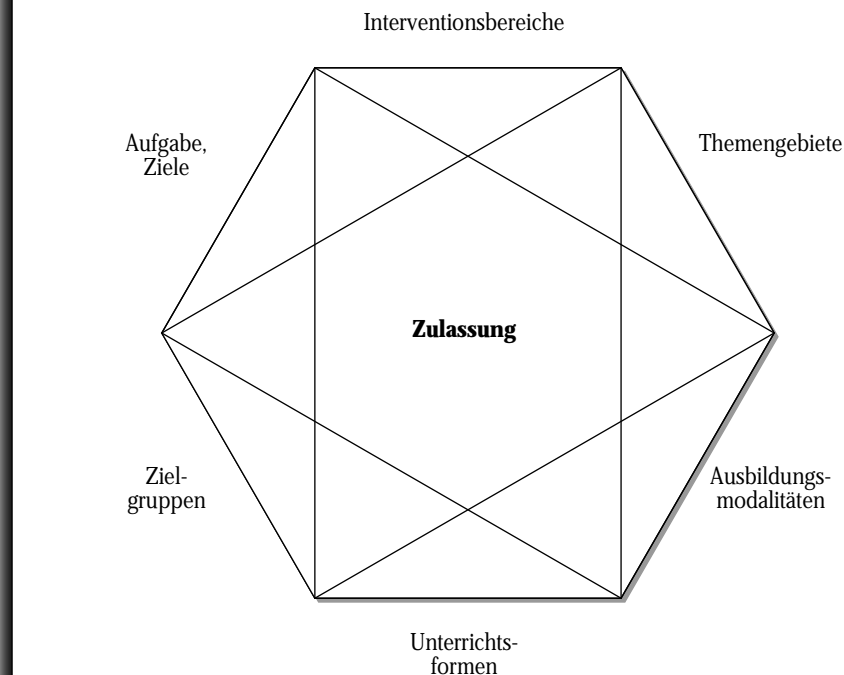 Interventionsbereiche
Aufgabe,
Ziele
Themengebiete
Zulassung
Ziel-
gruppen
Ausbildungs-
modalitäten
Unterrichts-
formen